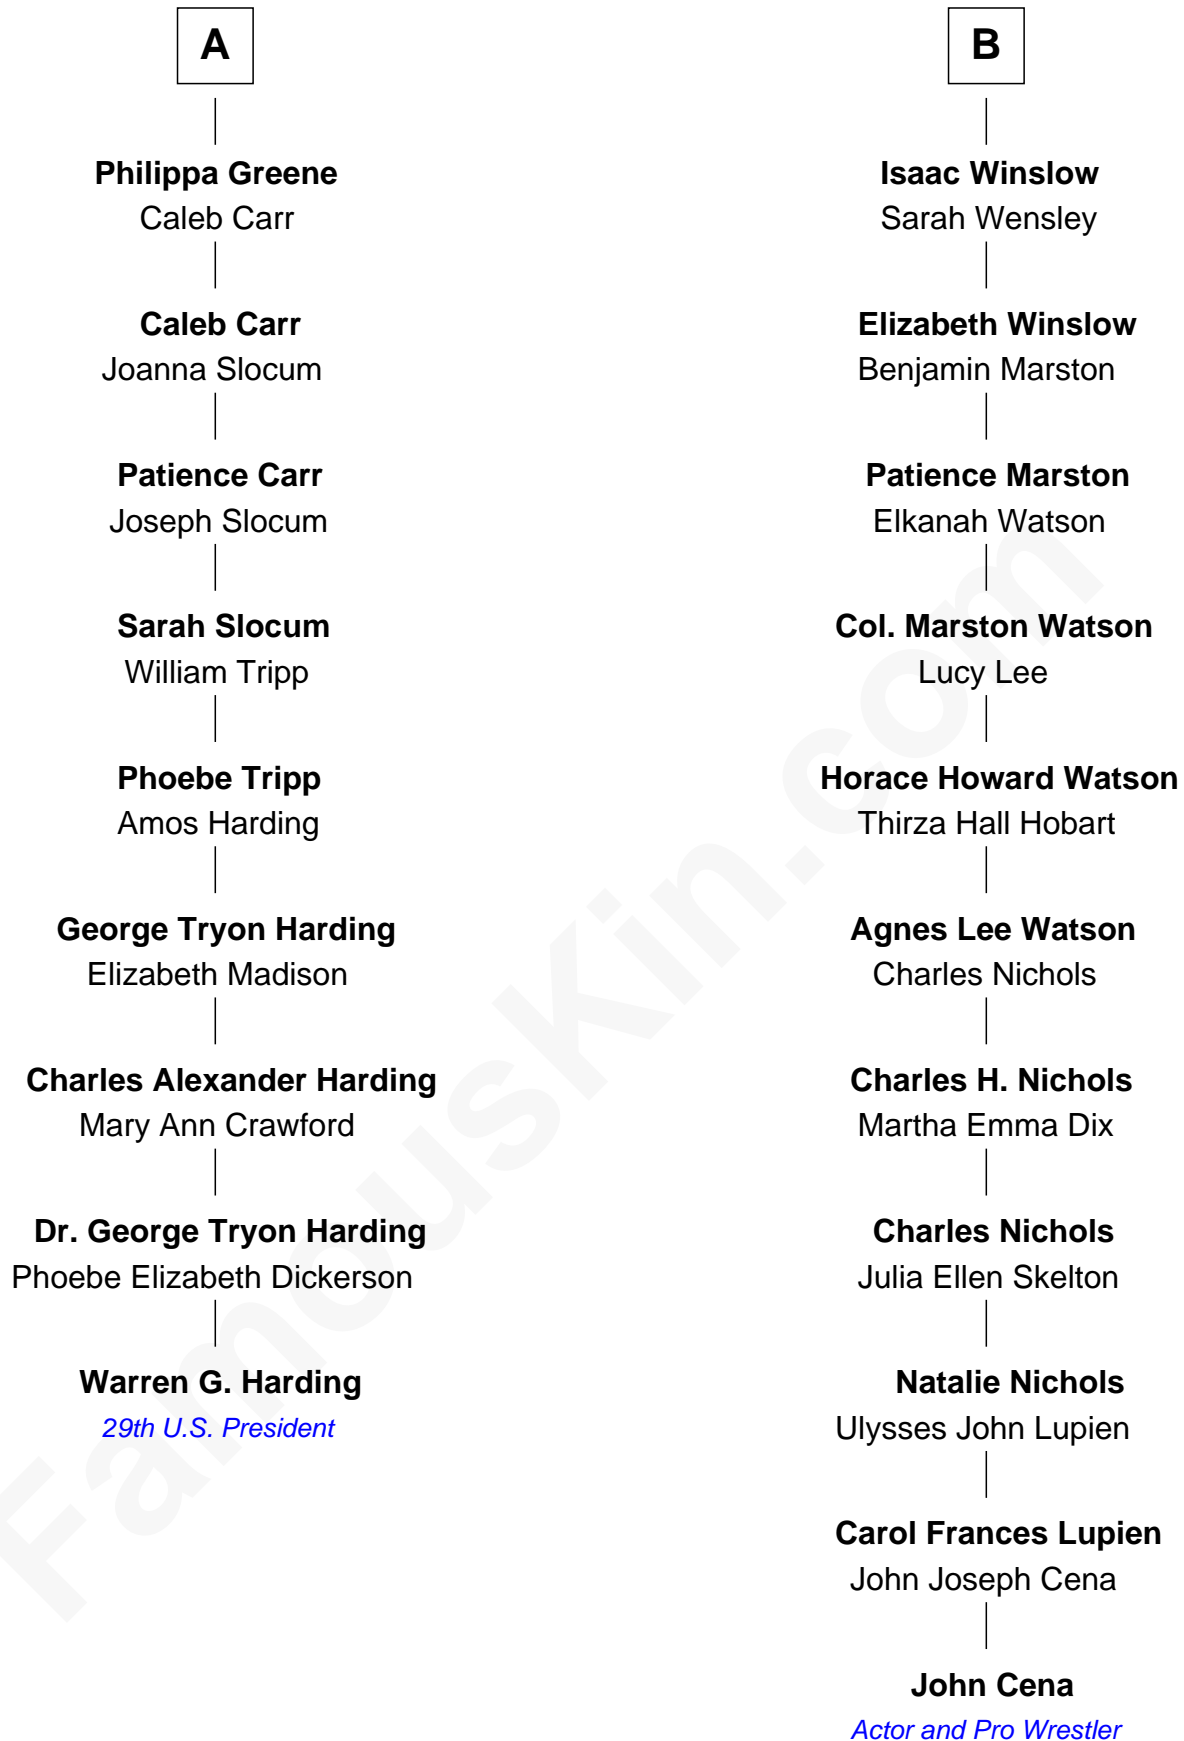 A
Philippa Greene
Caleb Carr
Caleb Carr
Joanna Slocum
Patience Carr
Joseph Slocum
Sarah Slocum
William Tripp
Phoebe Tripp
Amos Harding
George Tryon Harding
Elizabeth Madison
Charles Alexander Harding
Mary Ann Crawford
Dr. George Tryon Harding
Phoebe Elizabeth Dickerson
Warren G. Harding
29th U.S. President
B
Isaac Winslow
Sarah Wensley
Elizabeth Winslow
Benjamin Marston
Patience Marston
Elkanah Watson
Col. Marston Watson
Lucy Lee
Horace Howard Watson
Thirza Hall Hobart
Agnes Lee Watson
Charles Nichols
Charles H. Nichols
Martha Emma Dix
Charles Nichols
Julia Ellen Skelton
Natalie Nichols
Ulysses John Lupien
Carol Frances Lupien
John Joseph Cena
John Cena
Actor and Pro Wrestler
FamousKin.com